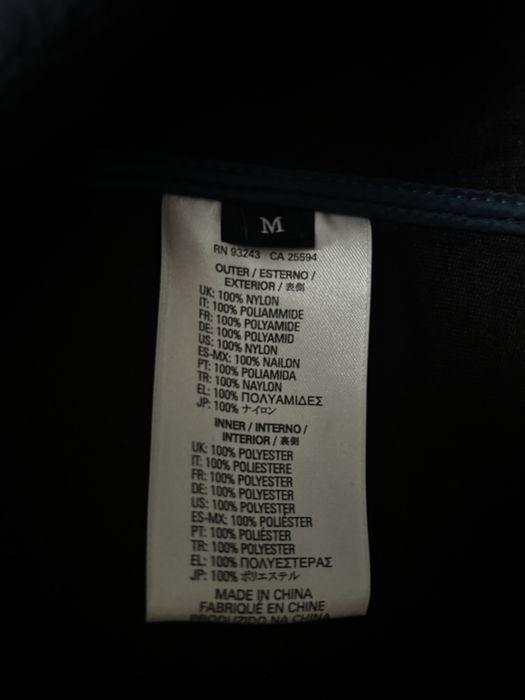 M
RN 93243 CA 25594
OUTER / ESTERNO /
EXTERIOR / 表側
UK: 100% NYLON
IT: 100% POLIAMMIDE
FR: 100% POLYAMIDE
DE: 100% POLYAMID
US: 100% NYLON
ES-MX: 100% NAILON
PT: 100% POLIAMIDA
TR: 100% NAYLON
EL: 100% ΠΟΛΥΑΜΙΔΕΣ
JP: 100% ナイロン
INNER / INTERNO /
INTERIOR / 裏側
UK: 100% POLYESTER
IT: 100% POLIESTERE
FR: 100% POLYESTER
DE: 100% POLYESTER
US: 100% POLYESTER
ES-MX: 100% POLIÉSTER
PT: 100% POLIÉSTER
TR: 100% POLYESTER
EL: 100% ΠΟΛΥΕΣΤΕΡΑΣ
JP: 100% ポリエステル
MADE IN CHINA
FABRIQUÉ EN CHINE
PRODUZIDO NA CHINA